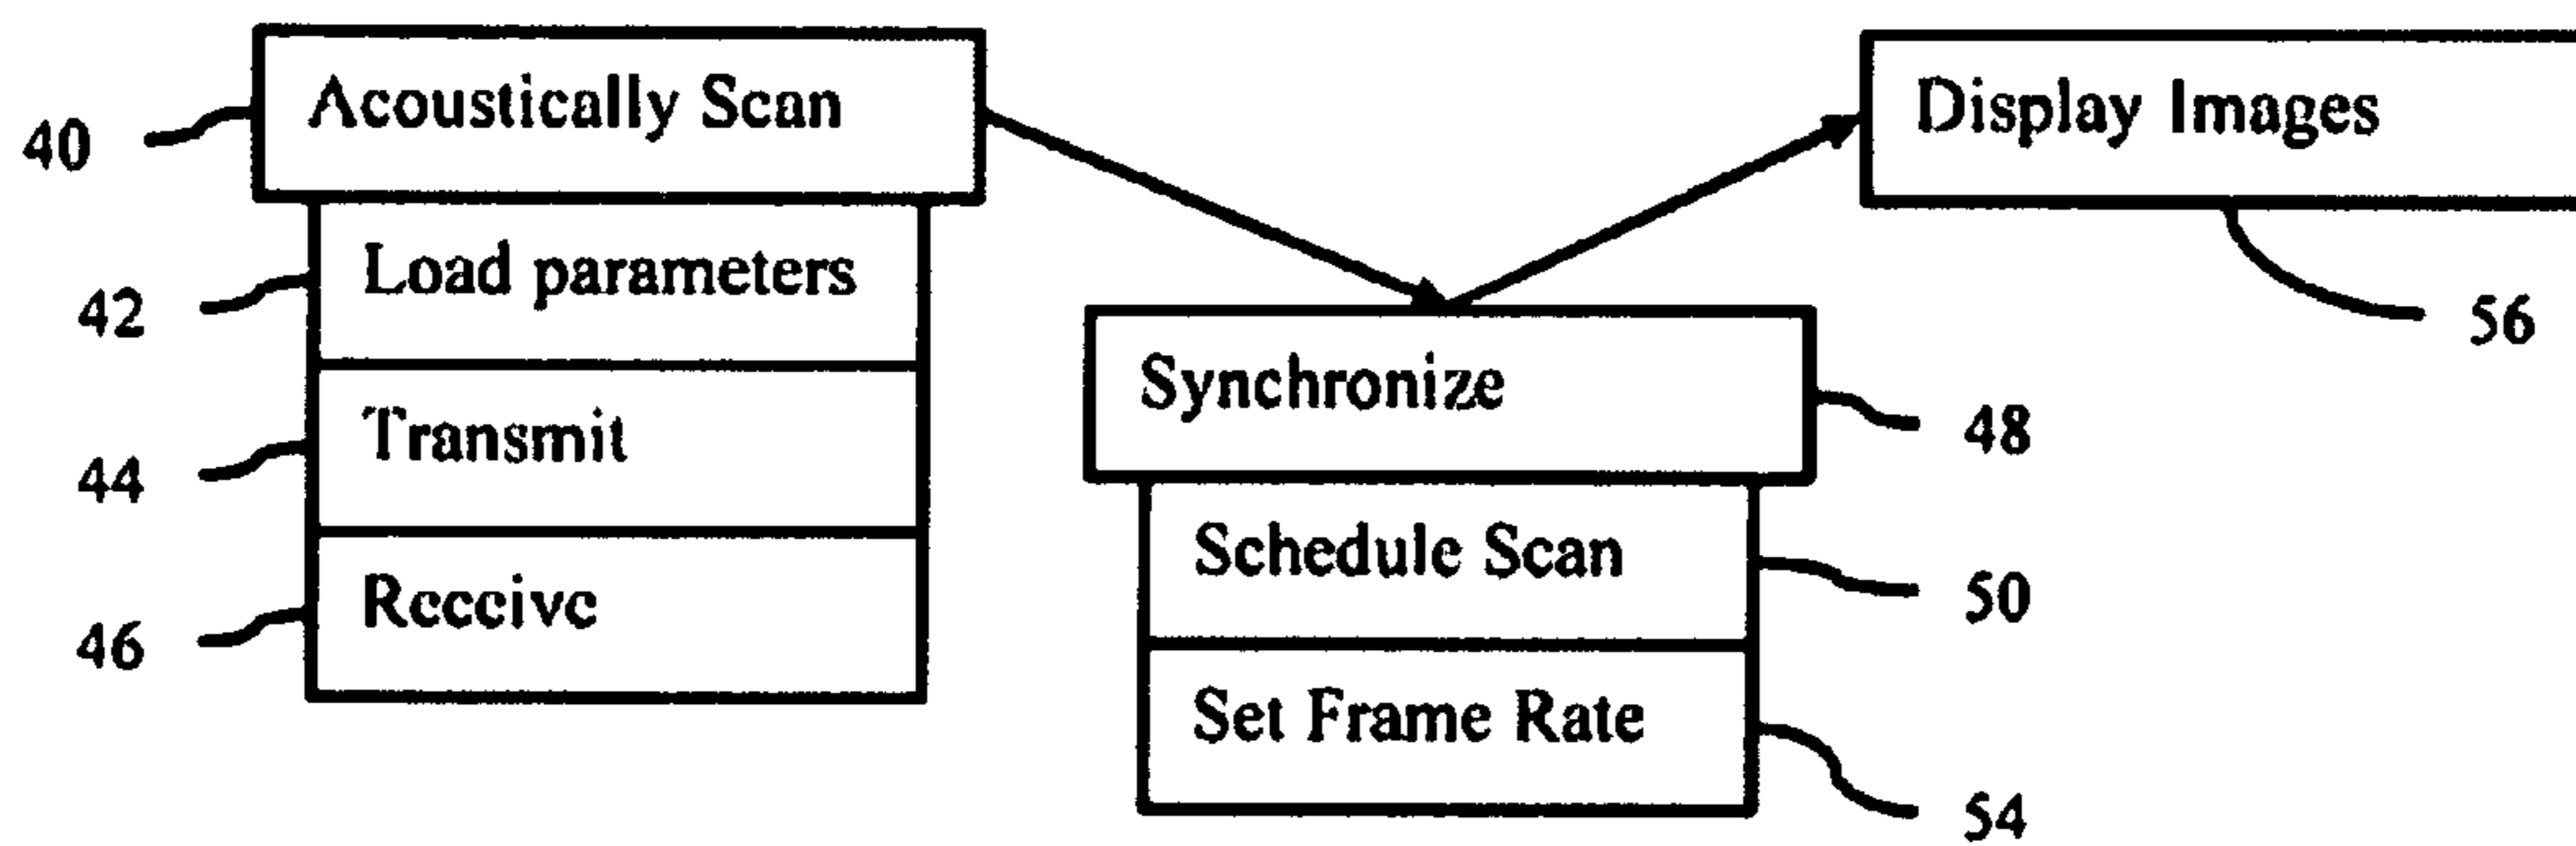 40 Acoustically Scan
42 Load parameters
44 Transmit
46 Receive
Synchronize 48
Schedule Scan 50
Set Frame Rate 54
Display Images
56